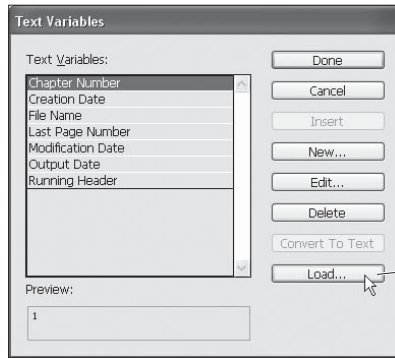 Text Variables
Text Variables:
Chapter Number
Creation Date
File Name
Last Page Number
Modification Date
Output Date
Running Header
Preview:
1
Done
Cancel
Insert
New...
Edit...
Delete
Convert To Text
Load...